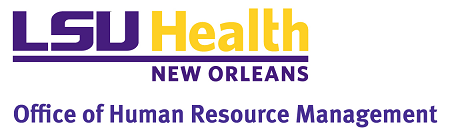 LSU Health
NEW ORLEANS
Office of Human Resource Management